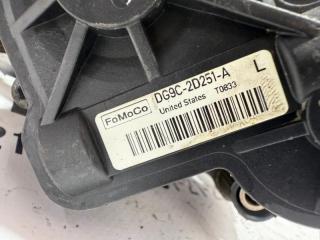 FoMoCo
DG9C-2D251-A
L
United States T0833